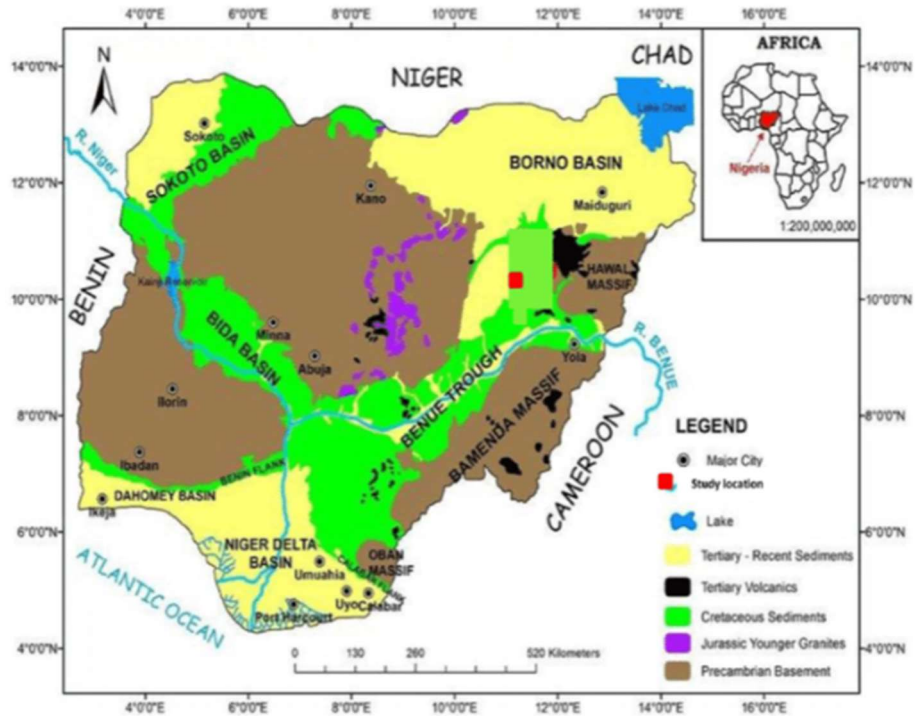 4°0'0"E 6°0'0"E 8°0'0"E 10°0'0"E 12°0'0"E 14°0'0"E 16°0'0"E
14°0'0"N
12°0'0"N
10°0'0"N
8°0'0"N
6°0'0"N
4°0'0"N
N
NIGER
CHAD
Lake Chad
AFRICA
Nigeria
1:200,000,000
14°0'0"N
12°0'0"N
10°0'0"N
8°0'0"N
6°0'0"N
4°0'0"N
R. Niger
Sokoto
SOKOTO BASIN
BORNO BASIN
Kano
Maiduguri
BENIN
HAWAL
MASSIF
BIDA BASIN
Minna
Abuja
Yola
R. BENUE
BENUE TROUGH
BAMENDA MASSIF
CAMEROON
Ilorin
Ibadan
BENIN FLANK
DAHOMEY BASIN
Ikeja
ATLANTIC OCEAN
NIGER DELTA
BASIN
Umuahia
OBAN
MASSIF
CALABAR FLANK
Uyo
Calabar
Port Harcourt
LEGEND
Major City
Study location
Lake
Tertiary - Recent Sediments
Tertiary Volcanics
Cretaceous Sediments
Jurassic Younger Granites
Precambrian Basement
0 130 260 520 Kilometers
4°0'0"E 6°0'0"E 8°0'0"E 10°0'0"E 12°0'0"E 14°0'0"E 16°0'0"E